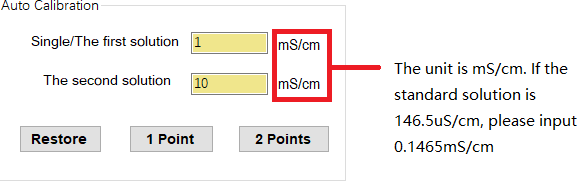 Auto Calibration
Single/The first solution 1 mS/cm
The second solution 10 mS/cm
Restore 1 Point 2 Points
The unit is mS/cm. If the
standard solution is
146.5uS/cm, please input
0.1465mS/cm